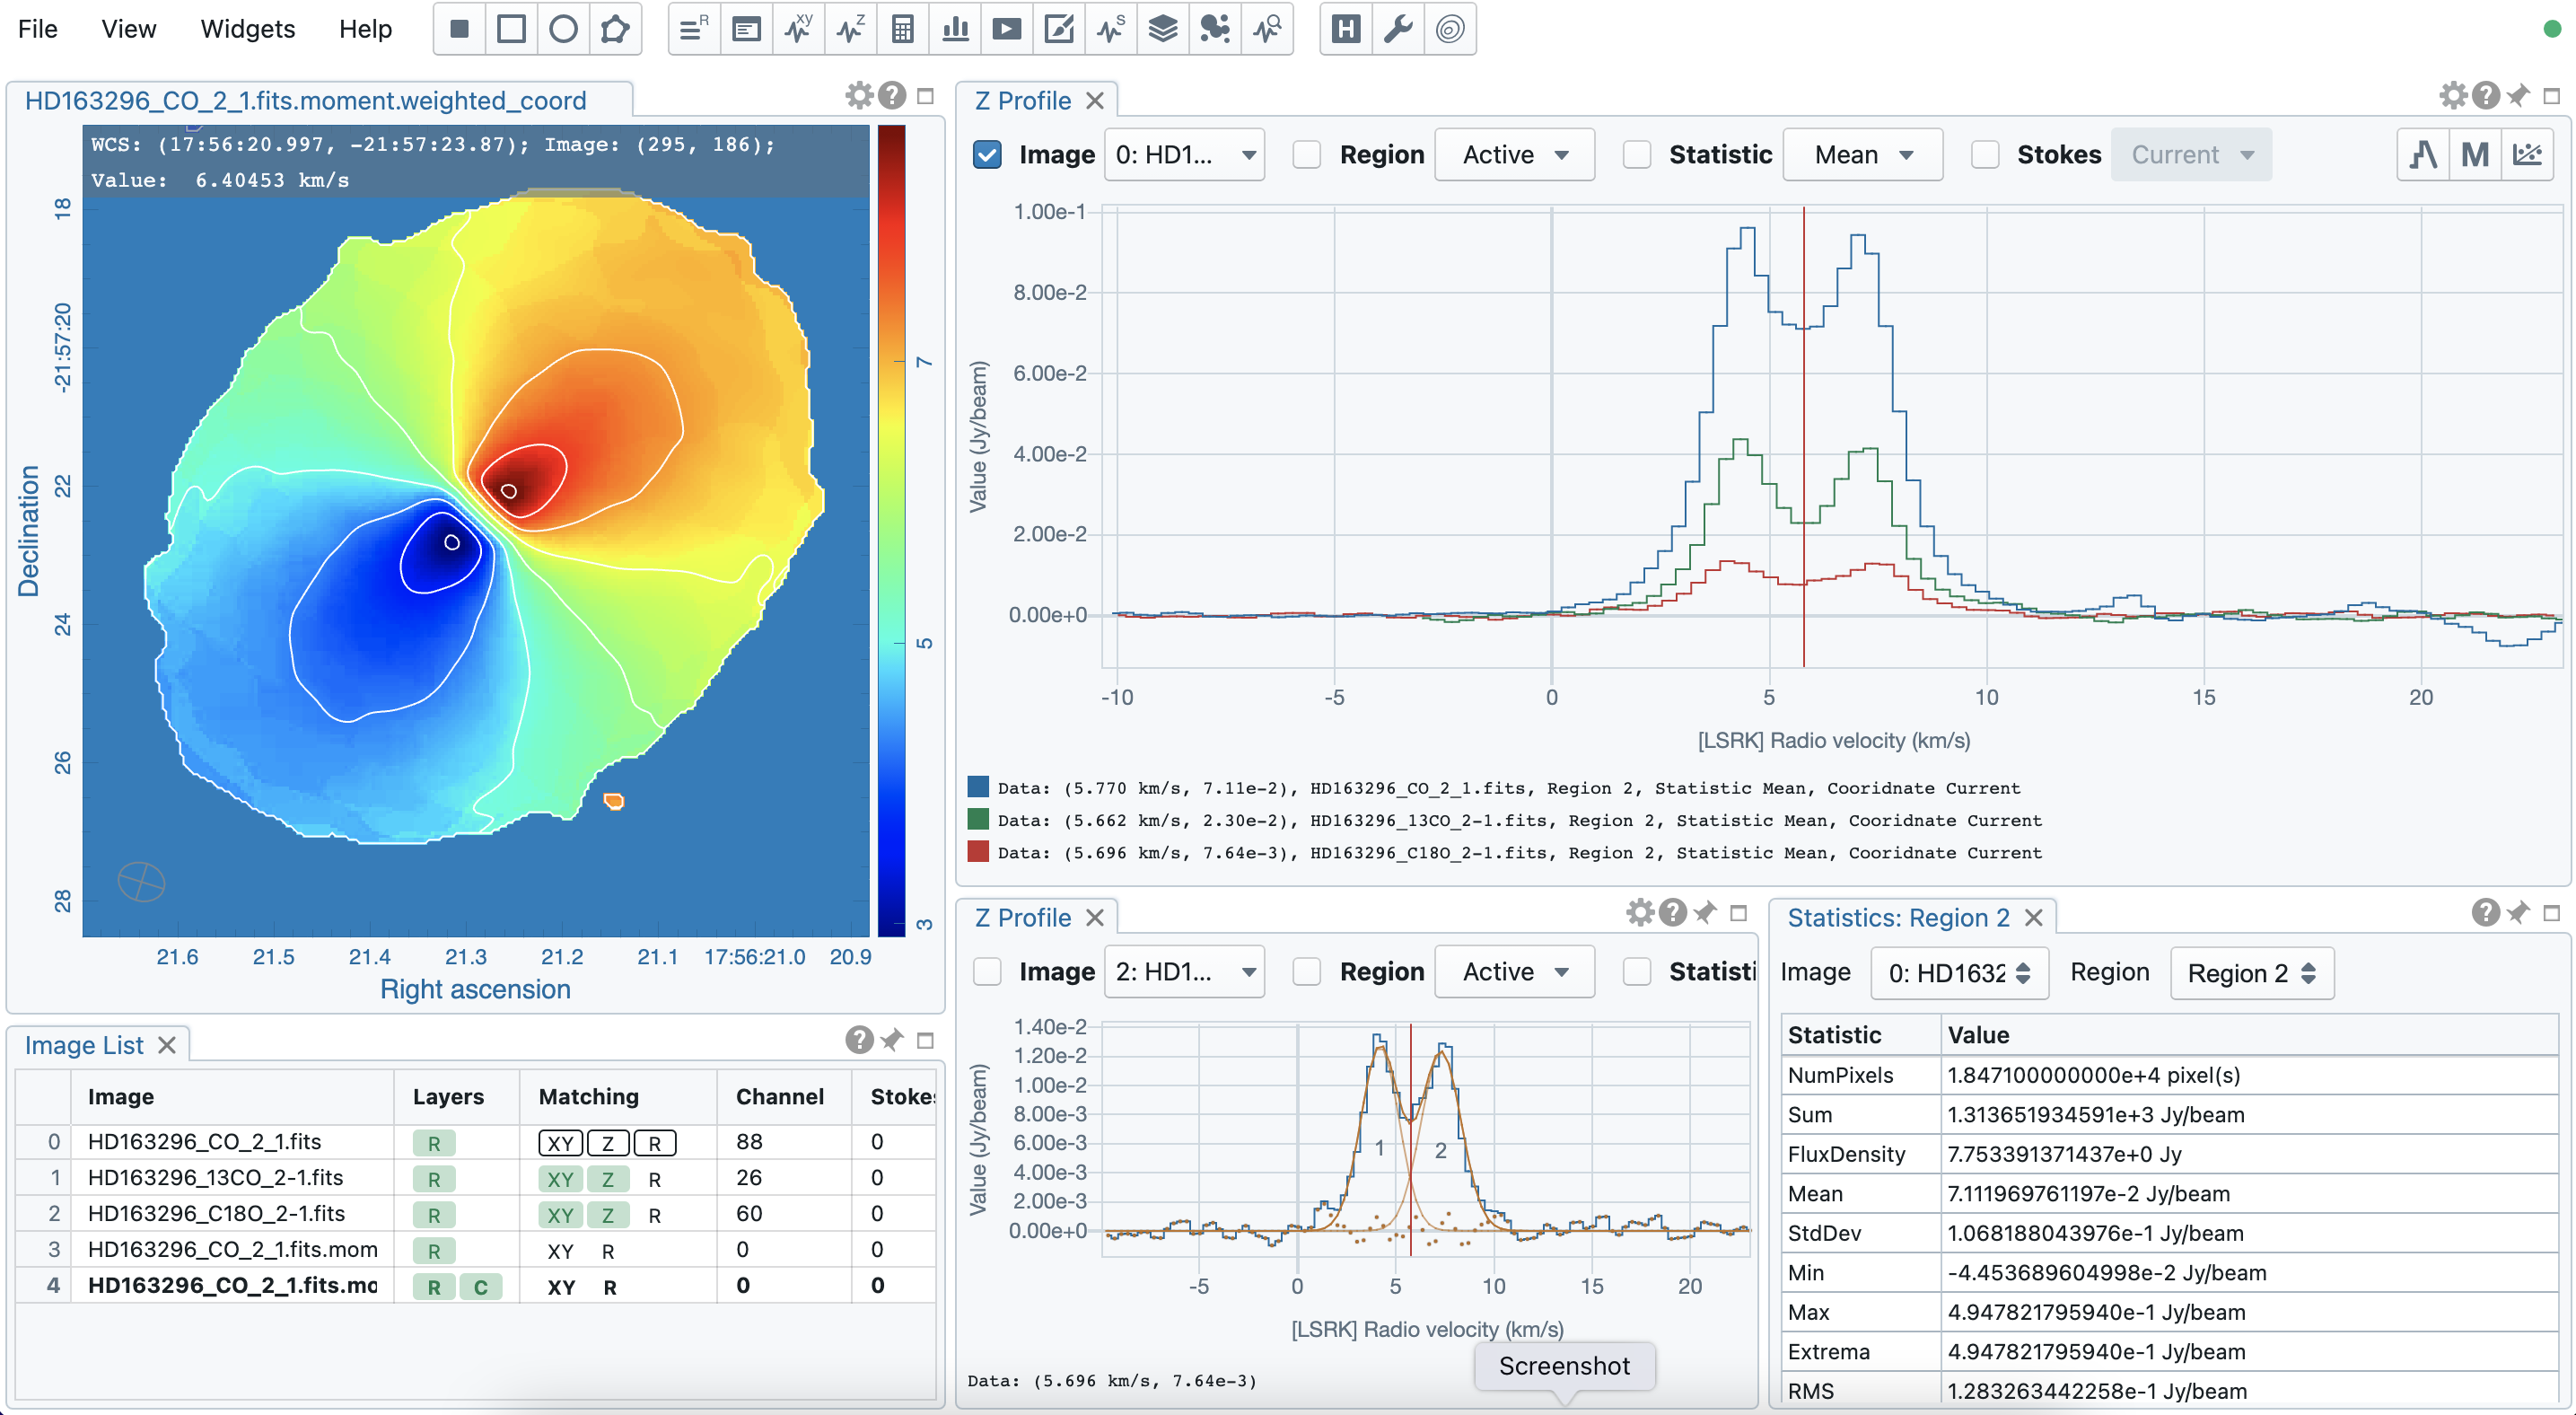 File View Widgets Help
R XY Z S H
HD163296_CO_2_1.fits.moment.weighted_coord
WCS: (17:56:20.997, -21:57:23.87); Image: (295, 186);
Value: 6.40453 km/s
18
-21:57:20
22
24
26
28
Declination
7
5
3
21.6 21.5 21.4 21.3 21.2 21.1 17:56:21.0 20.9
Right ascension
Image List
Image Layers Matching Channel Stoke
0 HD163296_CO_2_1.fits R XY Z R 88 0
1 HD163296_13CO_2-1.fits R XY Z R 26 0
2 HD163296_C18O_2-1.fits R XY Z R 60 0
3 HD163296_CO_2_1.fits.mom R XY R 0 0
4 HD163296_CO_2_1.fits.mo R C XY R 0 0
Z Profile
Image 0: HD1... Region Active Statistic Mean Stokes Current M
1.00e-1
8.00e-2
6.00e-2
4.00e-2
2.00e-2
0.00e+0
Value (Jy/beam)
-10 -5 0 5 10 15 20
[LSRK] Radio velocity (km/s)
Data: (5.770 km/s, 7.11e-2), HD163296_CO_2_1.fits, Region 2, Statistic Mean, Cooridnate Current
Data: (5.662 km/s, 2.30e-2), HD163296_13CO_2-1.fits, Region 2, Statistic Mean, Cooridnate Current
Data: (5.696 km/s, 7.64e-3), HD163296_C18O_2-1.fits, Region 2, Statistic Mean, Cooridnate Current
Z Profile
Image 2: HD1... Region Active Statisti
1.40e-2
1.20e-2
1.00e-2
8.00e-3
6.00e-3
4.00e-3
2.00e-3
0.00e+0
Value (Jy/beam)
1 2
-5 0 5 10 15 20
[LSRK] Radio velocity (km/s)
Screenshot
Data: (5.696 km/s, 7.64e-3)
Statistics: Region 2
Image 0: HD1632 Region Region 2
Statistic Value
NumPixels 1.847100000000e+4 pixel(s)
Sum 1.313651934591e+3 Jy/beam
FluxDensity 7.753391371437e+0 Jy
Mean 7.111969761197e-2 Jy/beam
StdDev 1.068188043976e-1 Jy/beam
Min -4.453689604998e-2 Jy/beam
Max 4.947821795940e-1 Jy/beam
Extrema 4.947821795940e-1 Jy/beam
RMS 1.283263442258e-1 Jy/beam